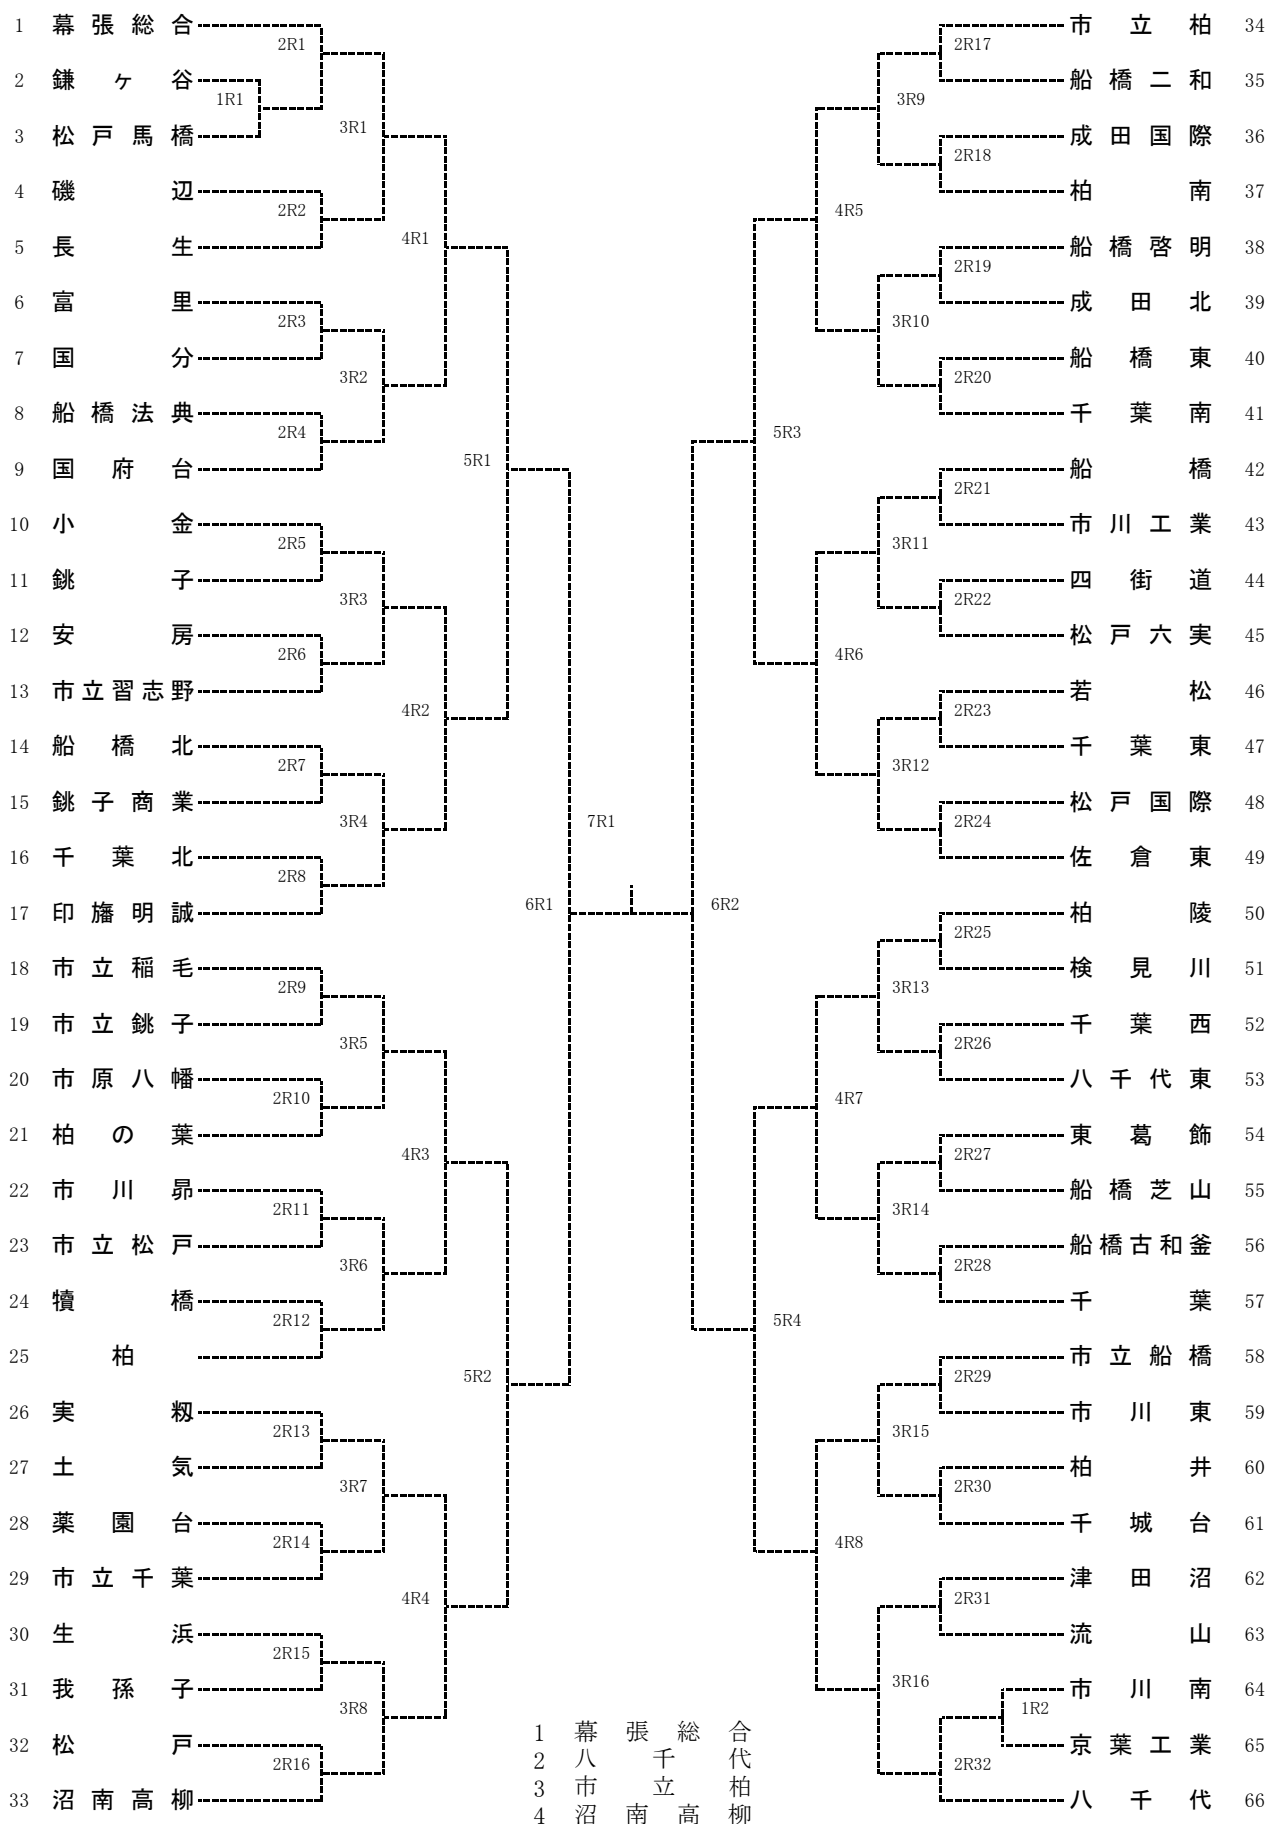 1 幕張総合
2 鎌ヶ谷
3 松戸馬橋
4 磯辺
5 長生
6 富里
7 国分
8 船橋法典
9 国府台
10 小金
11 銚子
12 安房
13 市立習志野
14 船橋北
15 銚子商業
16 千葉北
17 印旛明誠
18 市立稲毛
19 市立銚子
20 市原八幡
21 柏の葉
22 市川昴
23 市立松戸
24 犢橋
25 柏
26 実籾
27 土気
28 薬園台
29 市立千葉
30 生浜
31 我孫子
32 松戸
33 沼南高柳
1R1
2R1
2R2
2R3
2R4
2R5
2R6
2R7
2R8
2R9
2R10
2R11
2R12
2R13
2R14
2R15
2R16
3R1
3R2
3R3
3R4
3R5
3R6
3R7
3R8
4R1
4R2
4R3
4R4
5R1
5R2
6R1
7R1
6R2
5R3
5R4
4R5
4R6
4R7
4R8
3R9
3R10
3R11
3R12
3R13
3R14
3R15
3R16
2R17
2R18
2R19
2R20
2R21
2R22
2R23
2R24
2R25
2R26
2R27
2R28
2R29
2R30
2R31
2R32
1R2
市立柏 34
船橋二和 35
成田国際 36
柏南 37
船橋啓明 38
成田北 39
船橋東 40
千葉南 41
船橋 42
市川工業 43
四街道 44
松戸六実 45
若松 46
千葉東 47
松戸国際 48
佐倉東 49
柏陵 50
検見川 51
千葉西 52
八千代東 53
東葛飾 54
船橋芝山 55
船橋古和釜 56
千葉 57
市立船橋 58
市川東 59
柏井 60
千城台 61
津田沼 62
流山 63
市川南 64
京葉工業 65
八千代 66
1 幕張総合
2 八千代
3 市立柏
4 沼南高柳